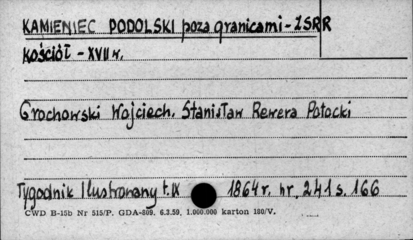 KAMIENIEC PODOLSKI poza granicami - ZSRR
Kościół - XVII w.
Grochowski Wojciech. Stanisław Rewera Potocki
Tygodnik Ilustrowany t. IX 1864 r. nr. 241 s. 166
CWD B-15b Nr 515/P. GDA-869. 6.3.59. 1.000.000 karton 180/V.